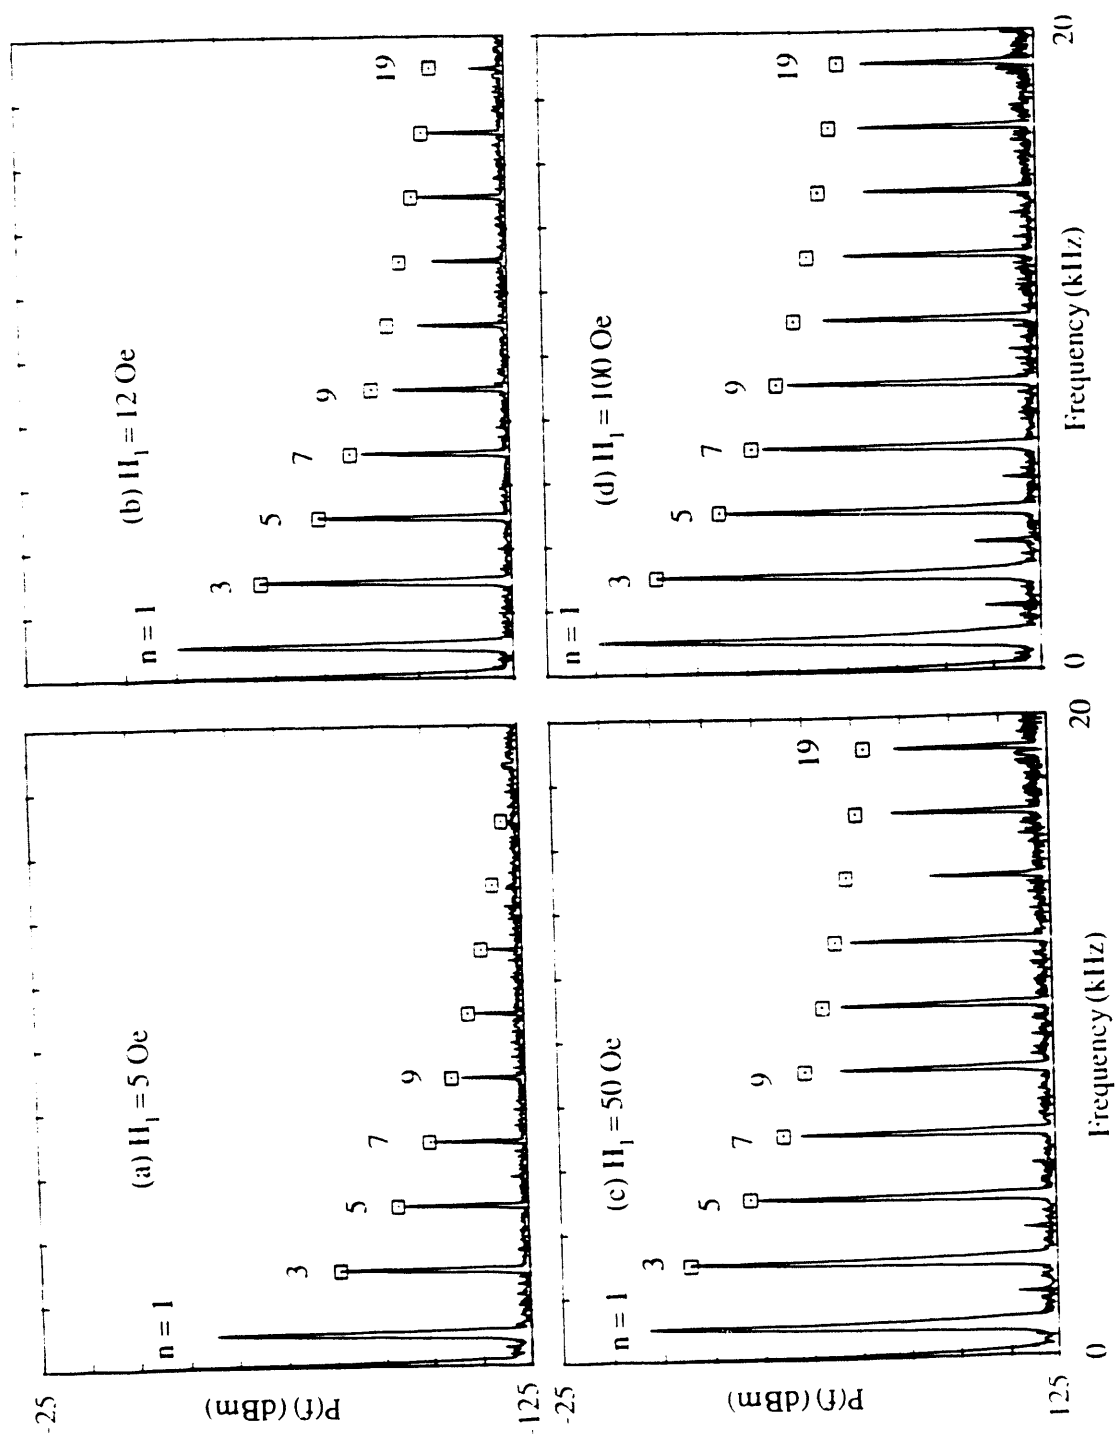 (a) H₁ = 5 Oe
n = 1
3
5
7
9
-25
P(f) (dBm)
-125
(b) H₁ = 12 Oe
n = 1
3
5
7
9
19
(c) H₁ = 50 Oe
n = 1
3
5
7
9
19
-25
P(f) (dBm)
125
0
Frequency (kHz)
20
(d) H₁ = 100 Oe
n = 1
3
5
7
9
19
0
Frequency (kHz)
20